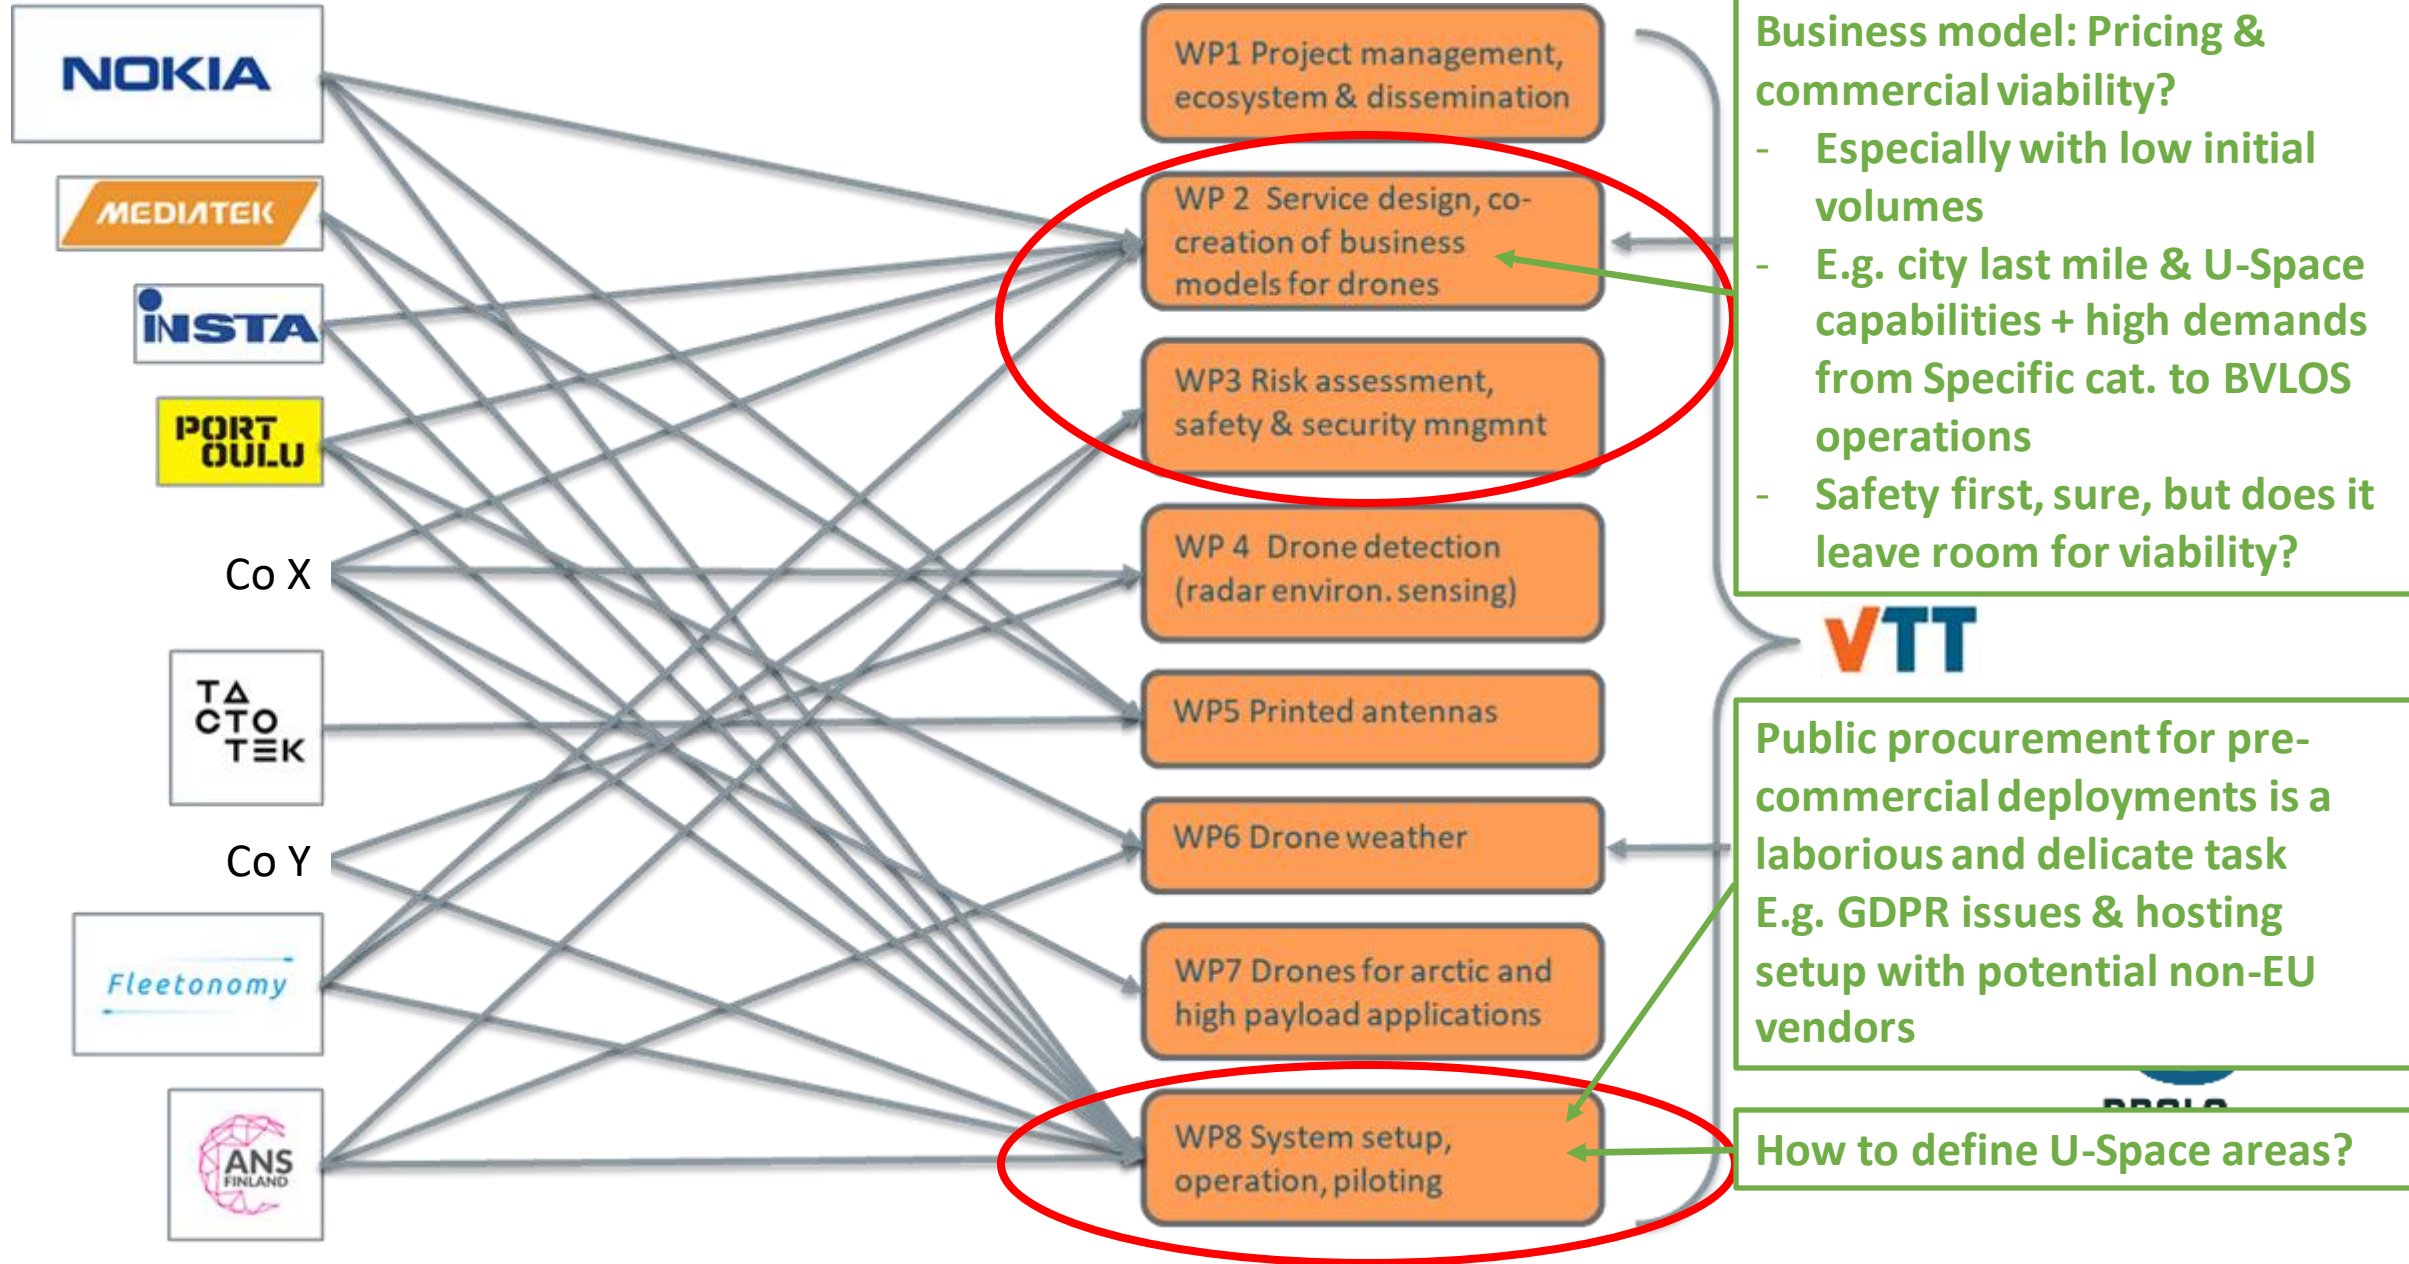 NOKIA
MEDIATEK
iNSTA
PORT
OULU
Co X
TA
CTO
TEK
Co Y
Fleetonomy
ANS
FINLAND
WP1 Project management,
ecosystem & dissemination
WP 2 Service design, co-
creation of business
models for drones
WP3 Risk assessment,
safety & security mngmnt
WP 4 Drone detection
(radar environ. sensing)
WP5 Printed antennas
WP6 Drone weather
WP7 Drones for arctic and
high payload applications
WP8 System setup,
operation, piloting
Business model: Pricing &
commercial viability?
- Especially with low initial
volumes
- E.g. city last mile & U-Space
capabilities + high demands
from Specific cat. to BVLOS
operations
- Safety first, sure, but does it
leave room for viability?
VTT
Public procurement for pre-
commercial deployments is a
laborious and delicate task
E.g. GDPR issues & hosting
setup with potential non-EU
vendors
How to define U-Space areas?